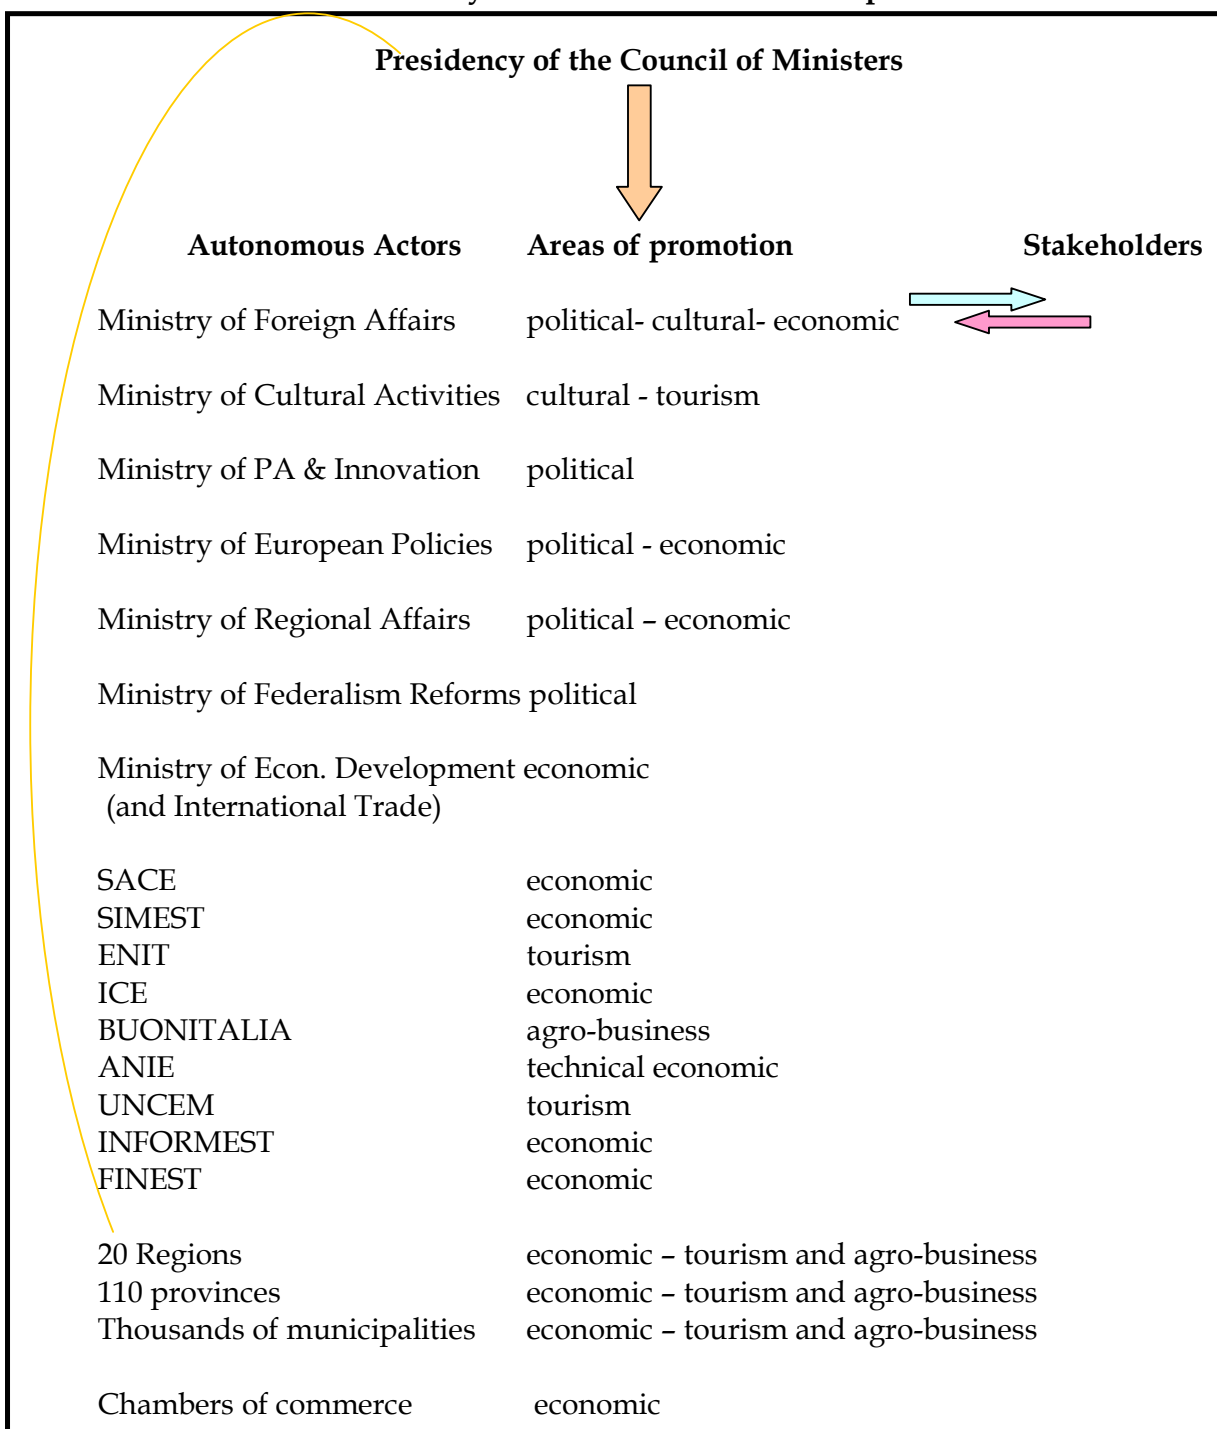 Presidency of the Council of Ministers
Autonomous Actors Areas of promotion Stakeholders
Ministry of Foreign Affairs political- cultural- economic
Ministry of Cultural Activities cultural - tourism
Ministry of PA & Innovation political
Ministry of European Policies political - economic
Ministry of Regional Affairs political – economic
Ministry of Federalism Reforms political
Ministry of Econ. Development economic
(and International Trade)
SACE economic
SIMEST economic
ENIT tourism
ICE economic
BUONITALIA agro-business
ANIE technical economic
UNCEM tourism
INFORMEST economic
FINEST economic
20 Regions economic – tourism and agro-business
110 provinces economic – tourism and agro-business
Thousands of municipalities economic – tourism and agro-business
Chambers of commerce economic